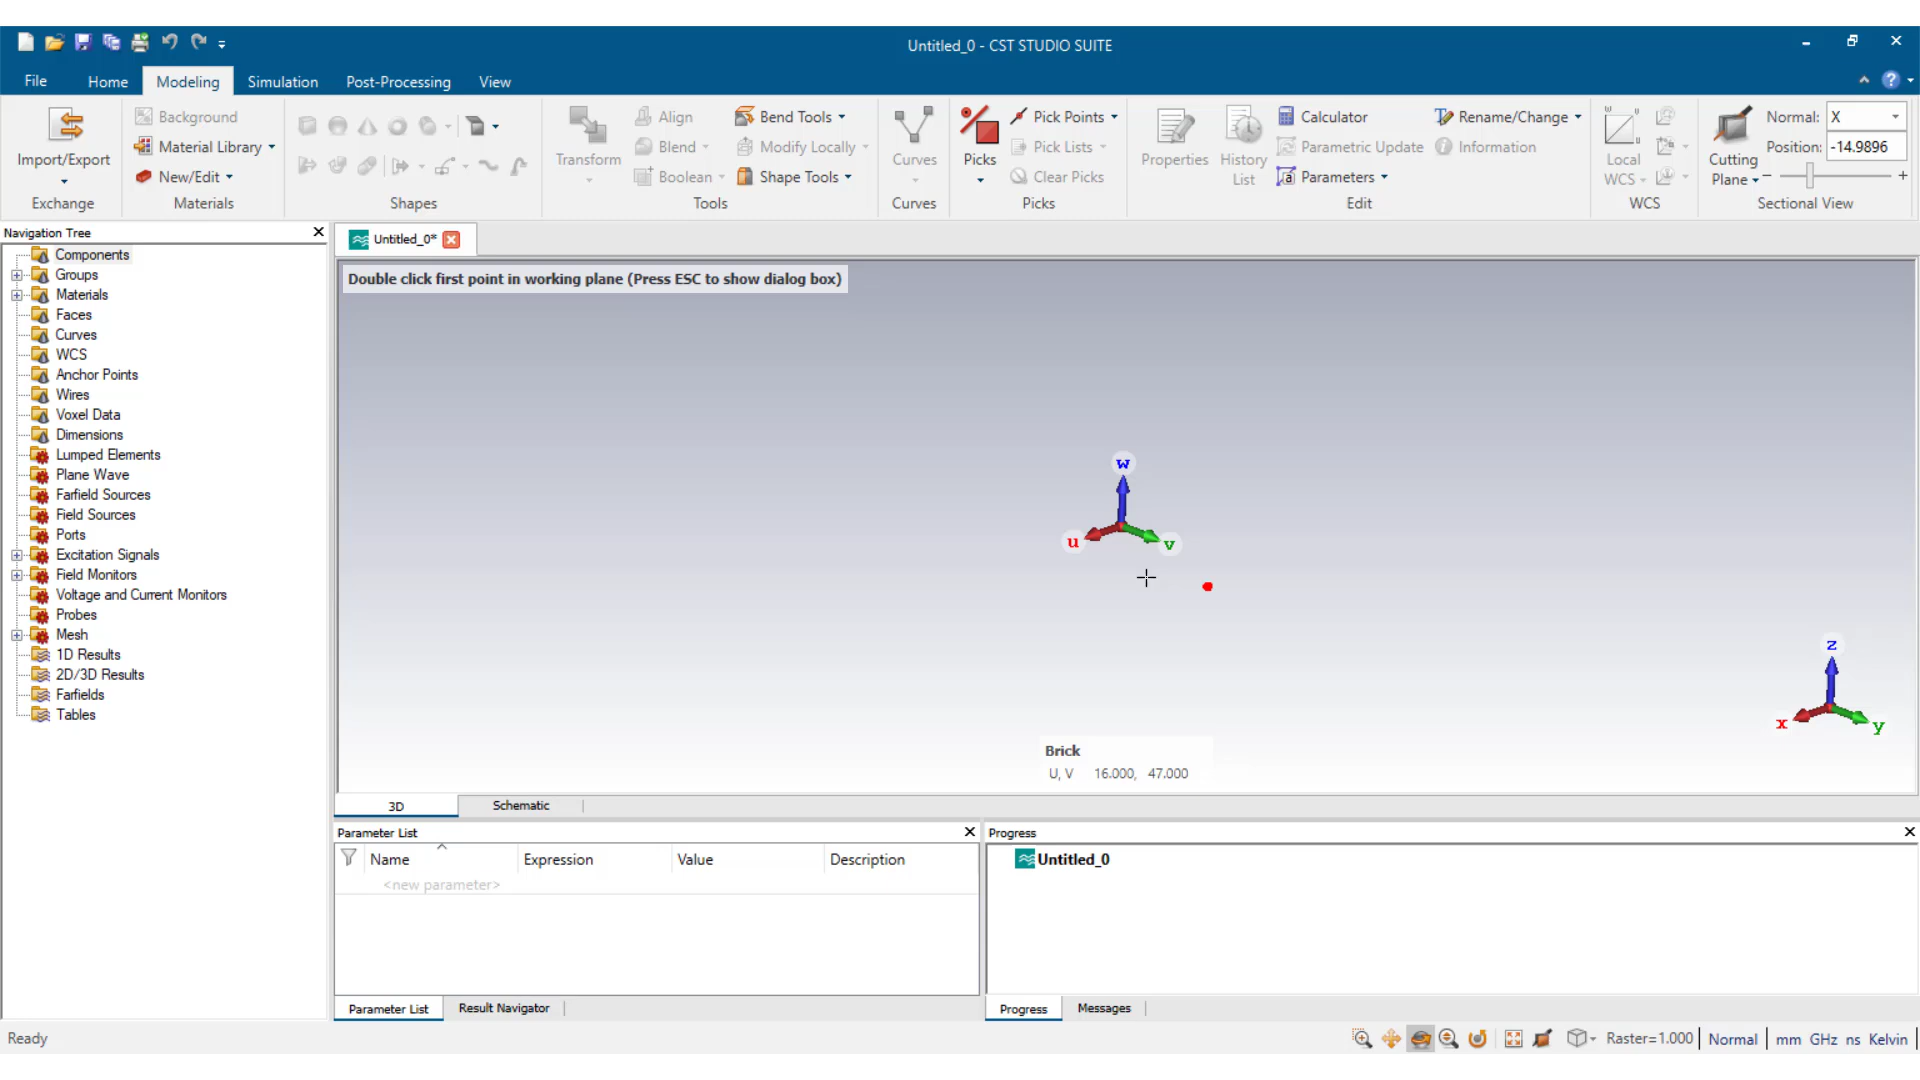 Untitled_0 - CST STUDIO SUITE
File Home Modeling Simulation Post-Processing View
Import/Export
Exchange
Background
Material Library
New/Edit
Materials
Shapes
Transform
Align
Blend
Boolean
Bend Tools
Modify Locally
Shape Tools
Tools
Curves
Curves
Picks
Pick Points
Pick Lists
Clear Picks
Picks
Properties
History
List
Calculator
Parametric Update
Parameters
Rename/Change
Information
Edit
Local
WCS
WCS
Cutting
Plane
Normal: X
Position: -14.9896
Sectional View
Navigation Tree
Components
Groups
Materials
Faces
Curves
WCS
Anchor Points
Wires
Voxel Data
Dimensions
Lumped Elements
Plane Wave
Farfield Sources
Field Sources
Ports
Excitation Signals
Field Monitors
Voltage and Current Monitors
Probes
Mesh
1D Results
2D/3D Results
Farfields
Tables
Untitled_0*
Double click first point in working plane (Press ESC to show dialog box)
w
u
v
z
x
y
Brick
U, V 16.000, 47.000
3D Schematic
Parameter List
Name Expression Value Description
<new parameter>
Parameter List Result Navigator
Progress
Untitled_0
Progress Messages
Ready
Raster=1.000 Normal mm GHz ns Kelvin